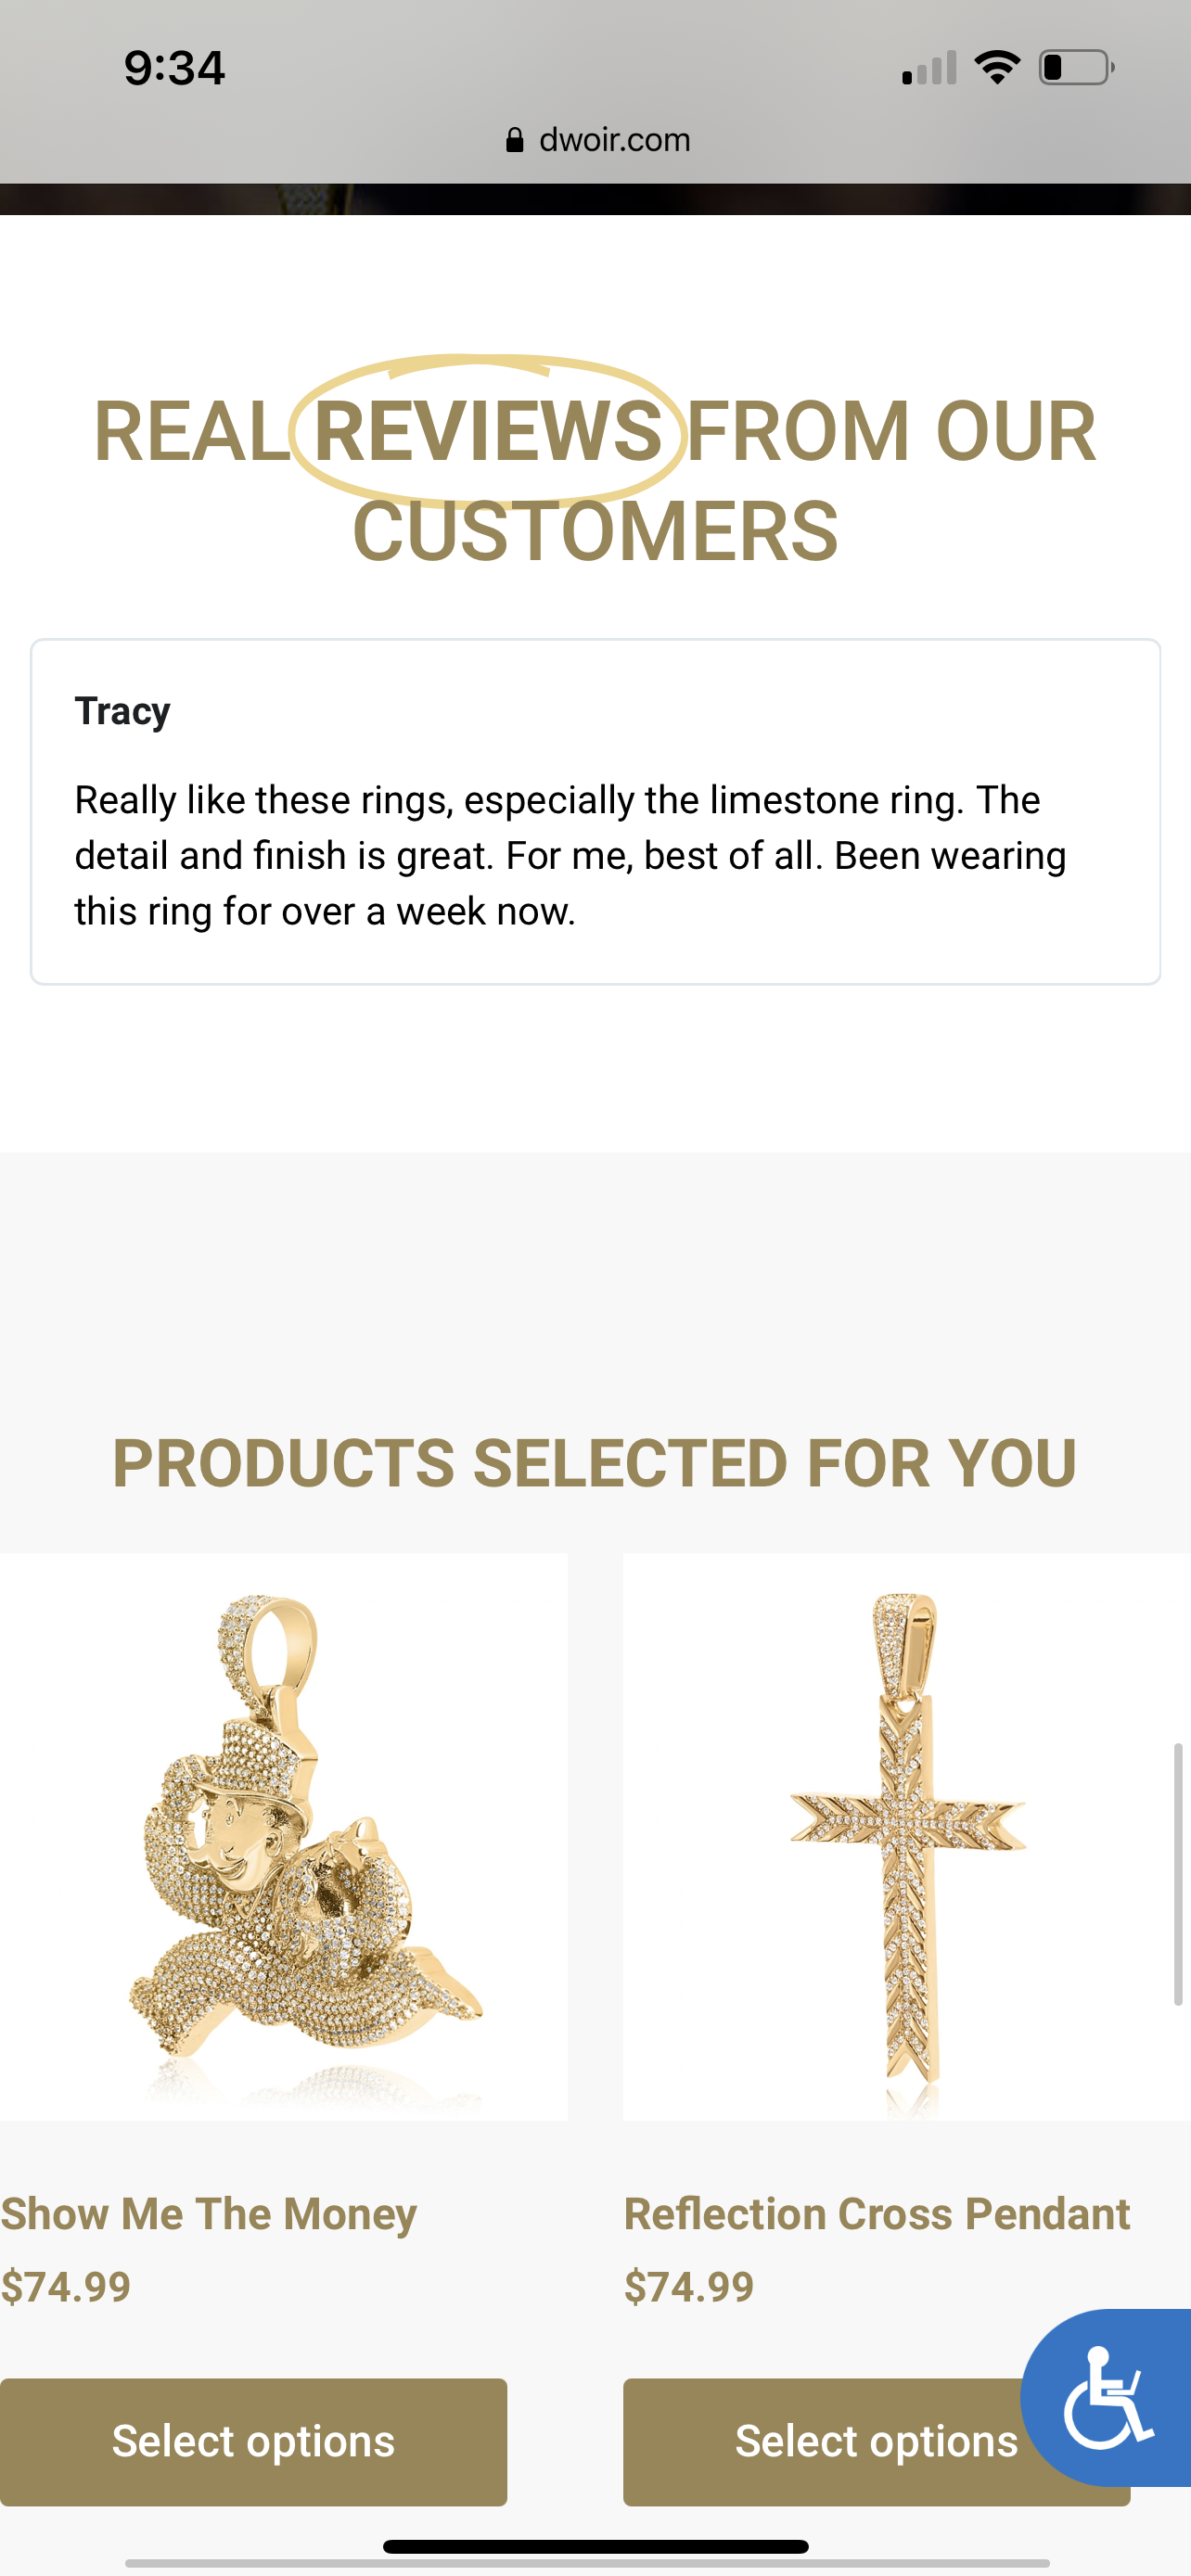 9:34
dwoir.com
REAL REVIEWS FROM OUR
CUSTOMERS
Tracy
Really like these rings, especially the limestone ring. The
detail and finish is great. For me, best of all. Been wearing
this ring for over a week now.
PRODUCTS SELECTED FOR YOU
Show Me The Money
$74.99
Reflection Cross Pendant
$74.99
Select options
Select options